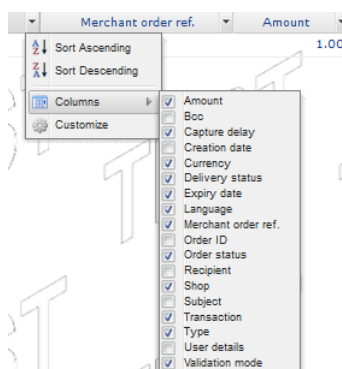 Merchant order ref. Amount
1.00
Sort Ascending
Sort Descending
Columns
Customize
Amount
Bcc
Capture delay
Creation date
Currency
Delivery status
Expiry date
Language
Merchant order ref.
Order ID
Order status
Recipient
Shop
Subject
Transaction
Type
User details
Validation mode